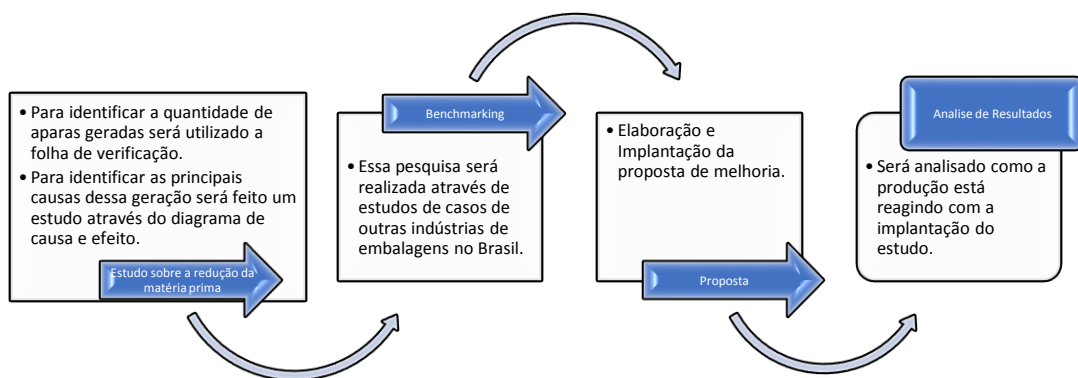 • Para identificar a quantidade de
aparas geradas será utilizado a
folha de verificação.
• Para identificar as principais
causas dessa geração será feito um
estudo através do diagrama de
causa e efeito.
Estudo sobre a redução da
matéria prima
Benchmarking
• Essa pesquisa será
realizada através de
estudos de casos de
outras indústrias de
embalagens no Brasil.
• Elaboração e
Implantação da
proposta de melhoria.
Proposta
Analise de Resultados
• Será analisado como a
produção está
reagindo com a
implantação do
estudo.